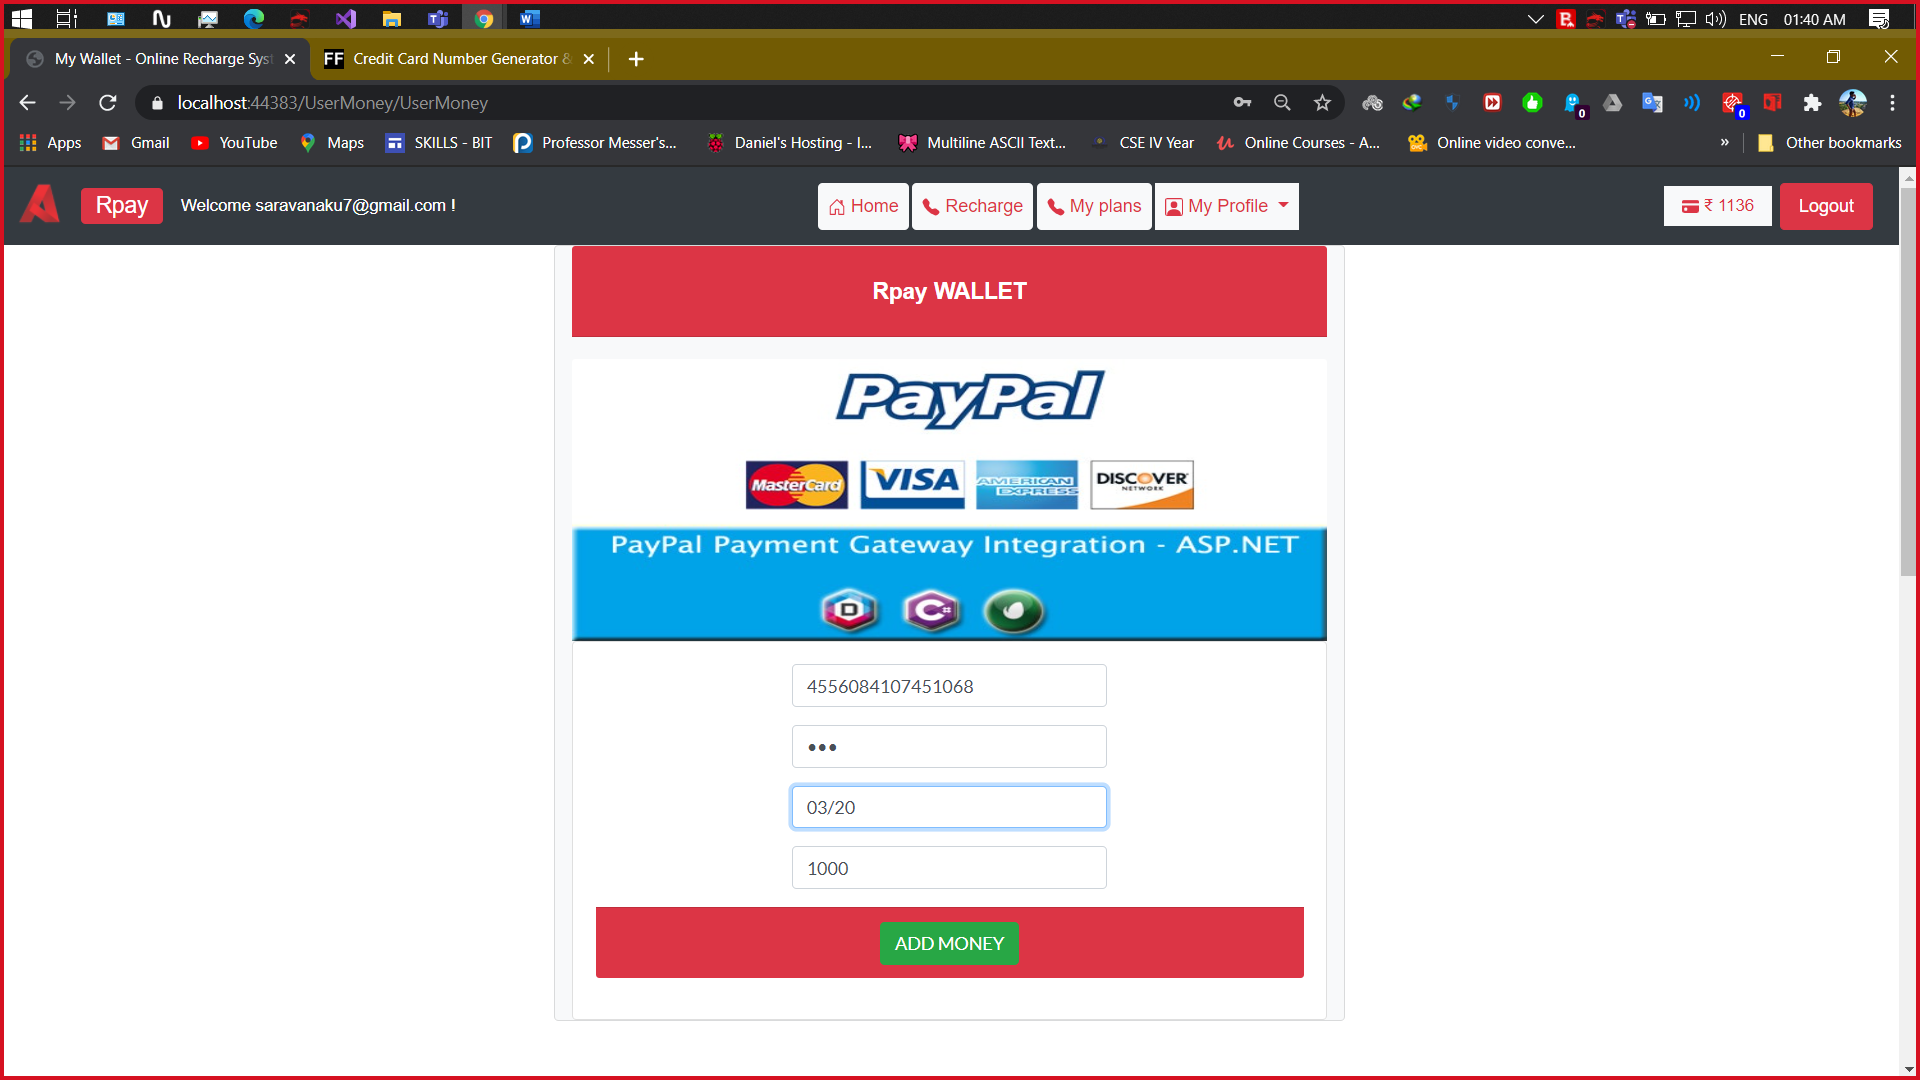 ENG 01:40 AM
My Wallet - Online Recharge Syst
FF Credit Card Number Generator &
localhost:44383/UserMoney/UserMoney
Apps Gmail YouTube Maps SKILLS - BIT Professor Messer's... Daniel's Hosting - I... Multiline ASCII Text... CSE IV Year Online Courses - A... Online video conve... » Other bookmarks
Rpay Welcome saravanaku7@gmail.com ! Home Recharge My plans My Profile ₹ 1136 Logout
Rpay WALLET
PayPal
MasterCard VISA AMERICAN EXPRESS DISCOVER NETWORK
PayPal Payment Gateway Integration - ASP.NET
D C#
4556084107451068
•••
03/20
1000
ADD MONEY